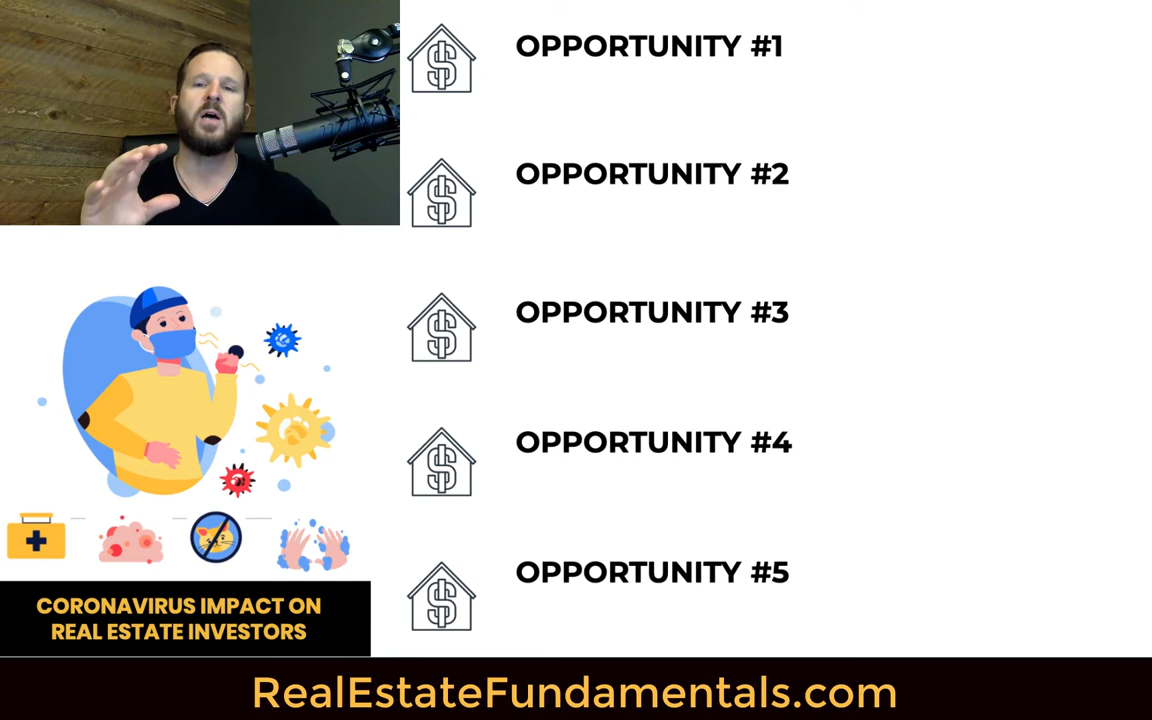 OPPORTUNITY #1
OPPORTUNITY #2
OPPORTUNITY #3
OPPORTUNITY #4
OPPORTUNITY #5
CORONAVIRUS IMPACT ON
REAL ESTATE INVESTORS
RealEstateFundamentals.com